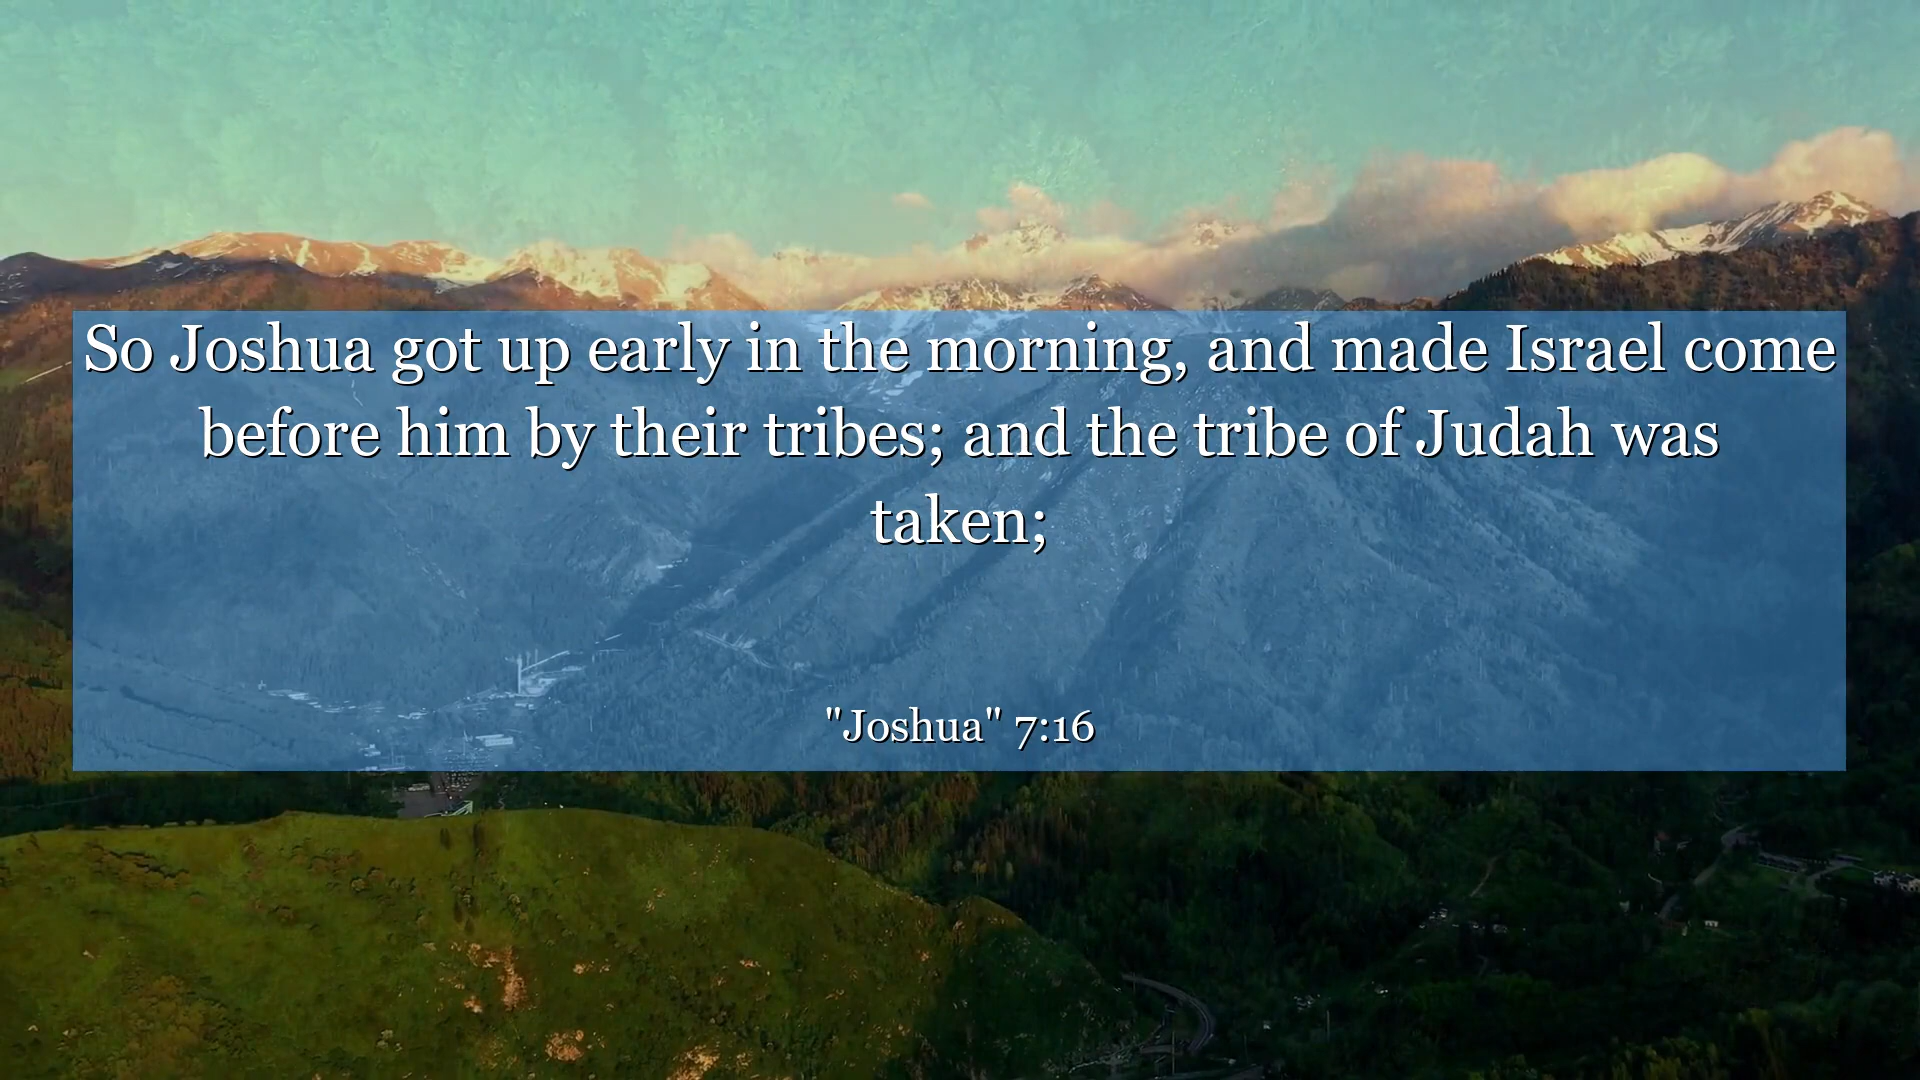 So Joshua got up early in the morning, and made Israel come
before him by their tribes; and the tribe of Judah was
taken;
"Joshua" 7:16